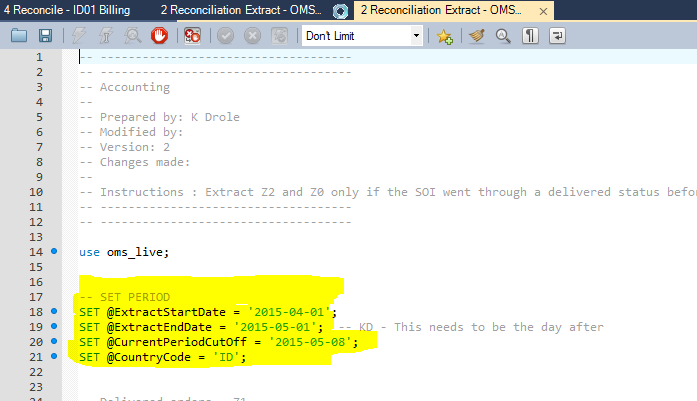 4 Reconcile - ID01 Billing
2 Reconciliation Extract - OMS...
2 Reconciliation Extract - OMS...
Don't Limit
1 -- -----------------------------------
2 -- -----------------------------------
3 -- Accounting
4 --
5 -- Prepared by: K Drole
6 -- Modified by:
7 -- Version: 2
8 -- Changes made:
9 --
10 -- Instructions : Extract Z2 and Z0 only if the SOI went through a delivered status befo
11 -- -----------------------------------
12 -- -----------------------------------
13
14 use oms_live;
15
16
17 -- SET PERIOD
18 SET @ExtractStartDate = '2015-04-01';
19 SET @ExtractEndDate = '2015-05-01'; -- KD - This needs to be the day after
20 SET @CurrentPeriodCutOff = '2015-05-08';
21 SET @CountryCode = 'ID';
22
23